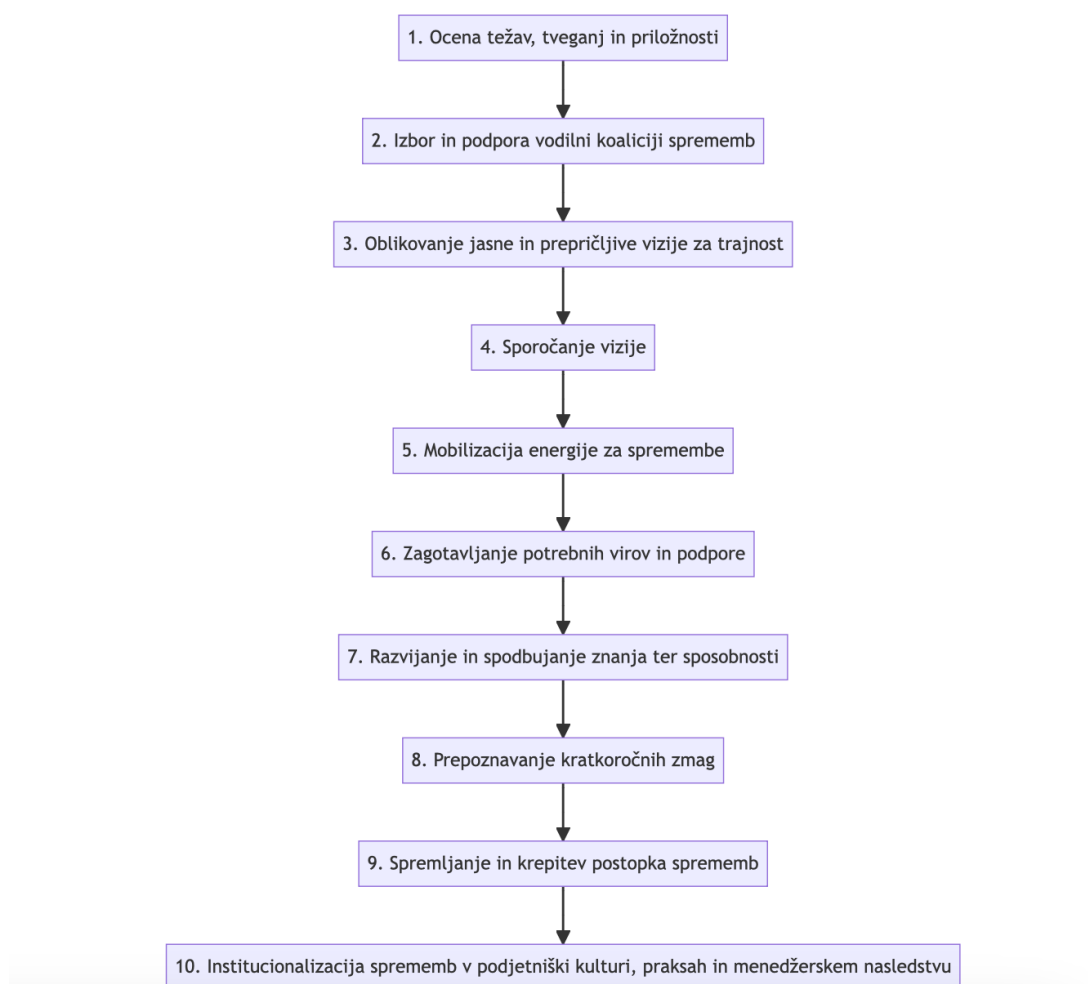 1. Ocena težav, tveganj in priložnosti
2. Izbor in podpora vodilni koaliciji sprememb
3. Oblikovanje jasne in prepričljive vizije za trajnost
4. Sporočanje vizije
5. Mobilizacija energije za spremembe
6. Zagotavljanje potrebnih virov in podpore
7. Razvijanje in spodbujanje znanja ter sposobnosti
8. Prepoznavanje kratkoročnih zmag
9. Spremljanje in krepitev postopka sprememb
10. Institucionalizacija sprememb v podjetniški kulturi, praksah in menedžerskem nasledstvu